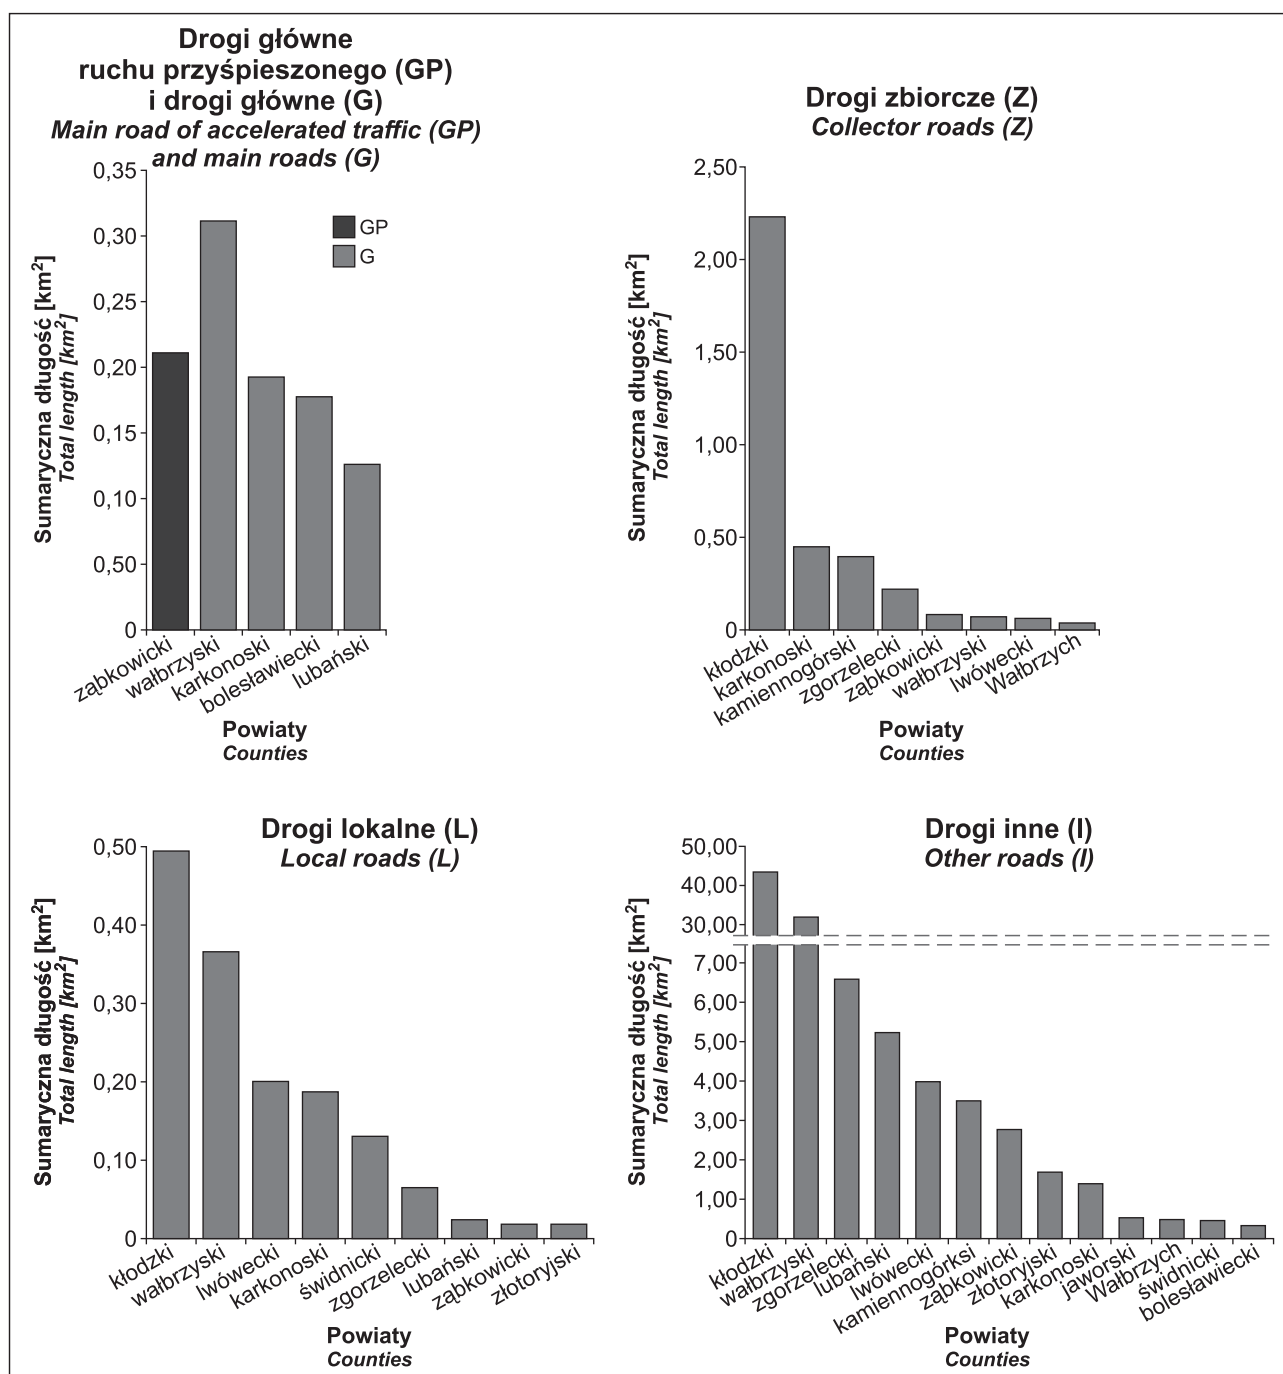 Drogi główne
ruchu przyśpieszonego (GP)
i drogi główne (G)
Main road of accelerated traffic (GP)
and main roads (G)
Sumaryczna długość [km²]
Total length [km²]
0,35
0,30
0,25
0,20
0,15
0,10
0,50
0
GP
G
ząbkowicki
wałbrzyski
karkonoski
bolesławiecki
lubański
Powiaty
Counties
Drogi zbiorcze (Z)
Collector roads (Z)
Sumaryczna długość [km²]
Total length [km²]
2,50
2,00
1,50
1,00
0,50
0
kłodzki
karkonoski
kamiennogórski
zgorzelecki
ząbkowicki
wałbrzyski
lwówecki
Wałbrzych
Powiaty
Counties
Drogi lokalne (L)
Local roads (L)
Sumaryczna długość [km²]
Total length [km²]
0,50
0,40
0,30
0,20
0,10
0
kłodzki
wałbrzyski
lwówecki
karkonoski
świdnicki
zgorzelecki
lubański
ząbkowicki
złotoryjski
Powiaty
Counties
Drogi inne (I)
Other roads (I)
Sumaryczna długość [km²]
Total length [km²]
50,00
40,00
30,00
7,00
6,00
5,00
4,00
3,00
2,00
1,00
0
kłodzki
wałbrzyski
zgorzelecki
lubański
lwówecki
kamiennogórksi
ząbkowicki
złotoryjski
karkonoski
jaworski
Wałbrzych
świdnicki
bolesławiecki
Powiaty
Counties